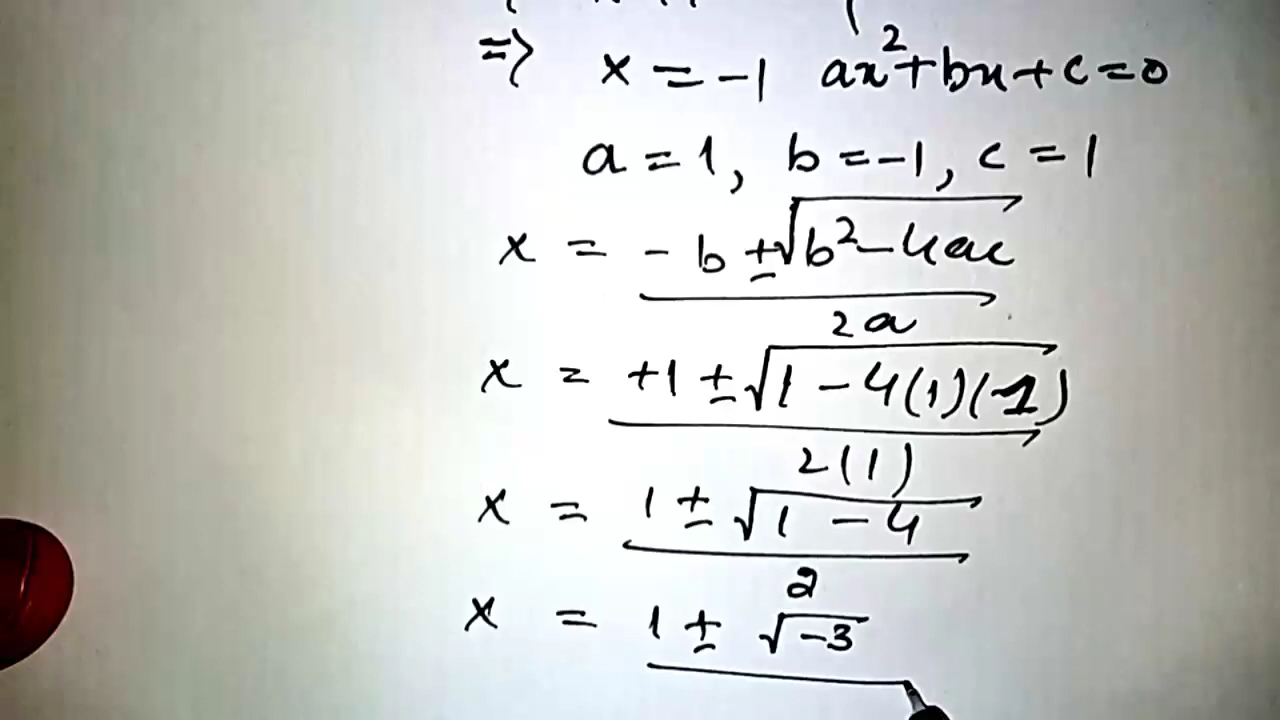 => x = -1 ax²+bx+c=0
a = 1, b = -1, c = 1
x = -b ± √b² - 4ac
2a
x = +1 ± √1 - 4(1)(1)
2(1)
x = 1 ± √1 - 4
2
x = 1 ± √-3